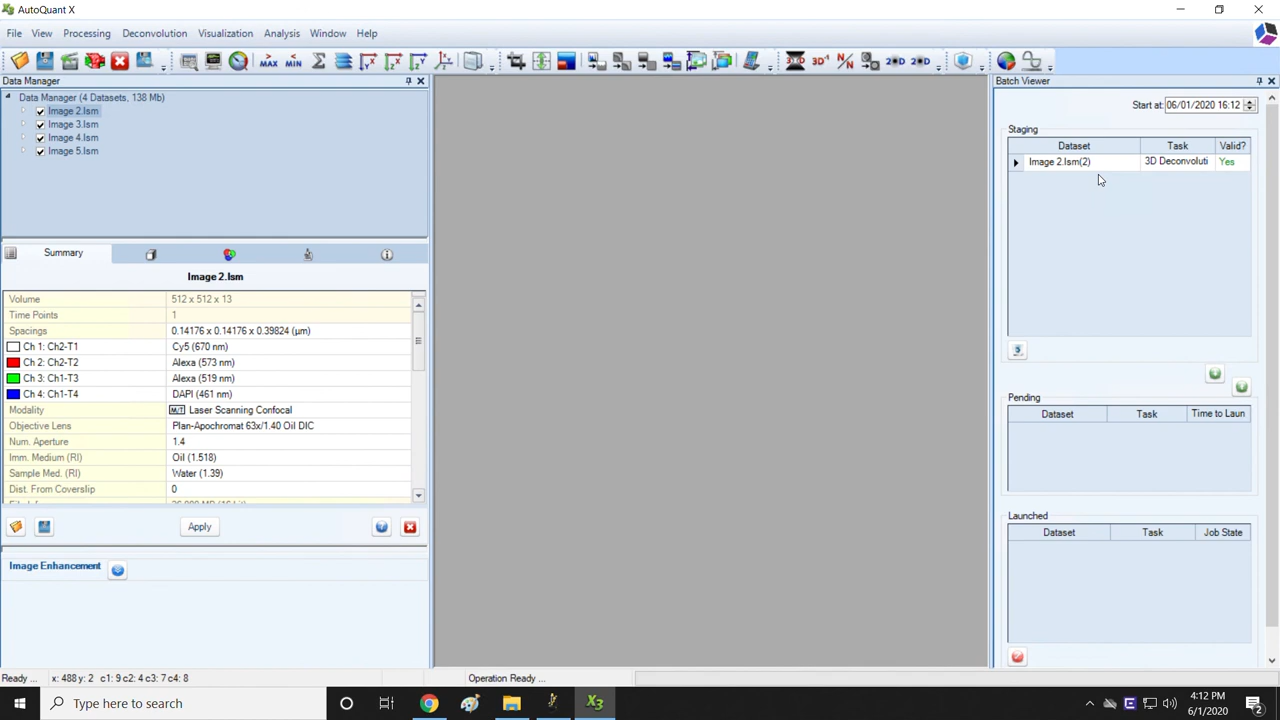 AutoQuant X
File View Processing Deconvolution Visualization Analysis Window Help
Data Manager
Data Manager (4 Datasets, 138 Mb)
Image 2.lsm
Image 3.lsm
Image 4.lsm
Image 5.lsm
Summary
Image 2.lsm
Volume 512 x 512 x 13
Time Points 1
Spacings 0.14176 x 0.14176 x 0.39824 (µm)
Ch 1: Ch2-T1 Cy5 (670 nm)
Ch 2: Ch2-T2 Alexa (573 nm)
Ch 3: Ch1-T3 Alexa (519 nm)
Ch 4: Ch1-T4 DAPI (461 nm)
Modality Laser Scanning Confocal
Objective Lens Plan-Apochromat 63x/1.40 Oil DIC
Num. Aperture 1.4
Imm. Medium (RI) Oil (1.518)
Sample Med. (RI) Water (1.39)
Dist. From Coverslip 0
Apply
Image Enhancement
Batch Viewer
Start at: 06/01/2020 16:12
Staging
Dataset Task Valid?
Image 2.lsm(2) 3D Deconvoluti Yes
Pending
Dataset Task Time to Laun
Launched
Dataset Task Job State
Ready ... x: 488 y: 2 c1: 9 c2: 4 c3: 7 c4: 8 Operation Ready ...
Type here to search
X3
4:12 PM
6/1/2020
2